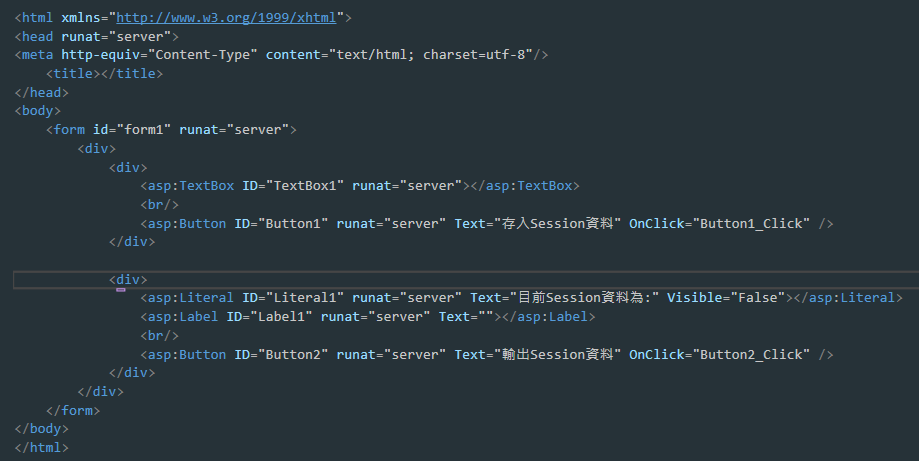 <html xmlns="http://www.w3.org/1999/xhtml">
<head runat="server">
<meta http-equiv="Content-Type" content="text/html; charset=utf-8"/>
    <title></title>
</head>
<body>
    <form id="form1" runat="server">
        <div>
            <div>
                <asp:TextBox ID="TextBox1" runat="server"></asp:TextBox>
                <br/>
                <asp:Button ID="Button1" runat="server" Text="存入Session資料" OnClick="Button1_Click" />
            </div>

            <div>
                <asp:Literal ID="Literal1" runat="server" Text="目前Session資料為:" Visible="False"></asp:Literal>
                <asp:Label ID="Label1" runat="server" Text=""></asp:Label>
                <br/>
                <asp:Button ID="Button2" runat="server" Text="輸出Session資料" OnClick="Button2_Click" />
            </div>
        </div>
    </form>
</body>
</html>